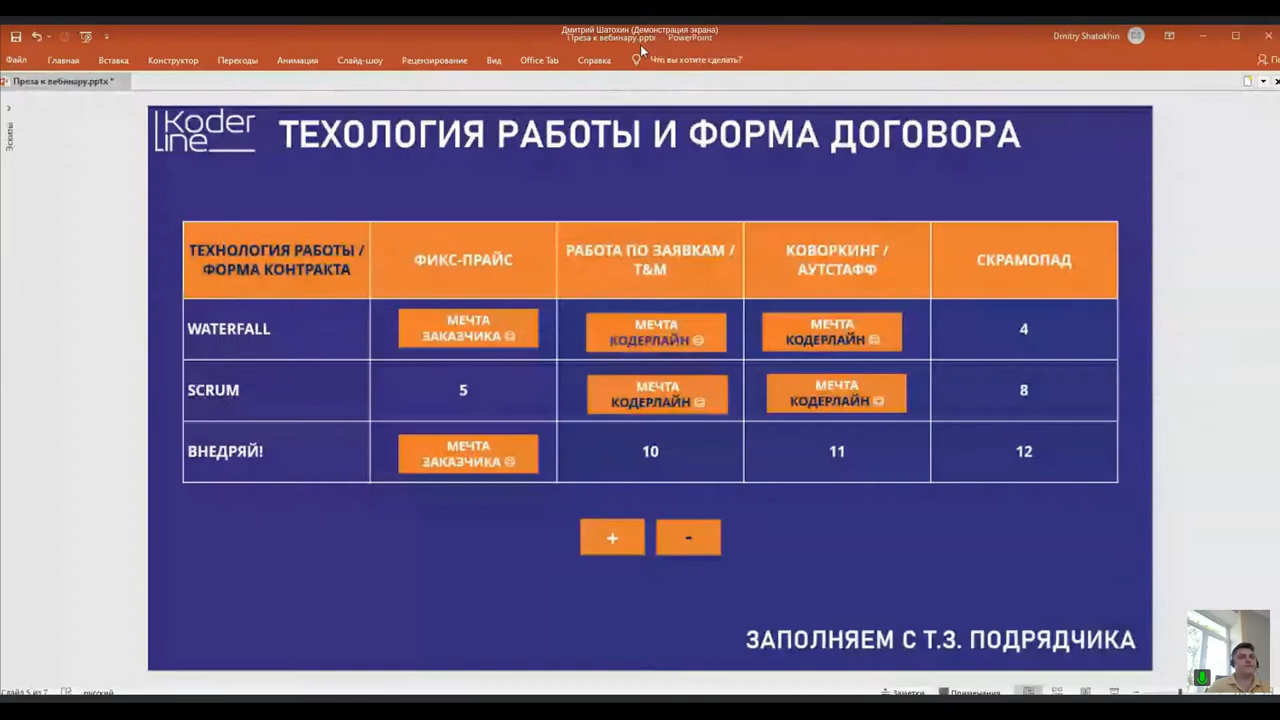 Дмитрий Шатохин (Демонстрация экрана)
Преза к вебинару.pptx - PowerPoint
Dmitry Shatokhin
DS
Файл
Главная
Вставка
Конструктор
Переходы
Анимация
Слайд-шоу
Рецензирование
Вид
Office Tab
Справка
Что вы хотите сделать?
Преза к вебинару.pptx *
Эскизы
Koder
Line
ТЕХОЛОГИЯ РАБОТЫ И ФОРМА ДОГОВОРА
ТЕХНОЛОГИЯ РАБОТЫ /
ФОРМА КОНТРАКТА
ФИКС-ПРАЙС
РАБОТА ПО ЗАЯВКАМ /
T&M
КОВОРКИНГ /
АУТСТАФФ
СКРАМОПАД
WATERFALL
МЕЧТА
ЗАКАЗЧИКА
МЕЧТА
КОДЕРЛАЙН
МЕЧТА
КОДЕРЛАЙН
4
SCRUM
5
МЕЧТА
КОДЕРЛАЙН
МЕЧТА
КОДЕРЛАЙН
8
ВНЕДРЯЙ!
МЕЧТА
ЗАКАЗЧИКА
10
11
12
+
-
ЗАПОЛНЯЕМ С Т.З. ПОДРЯДЧИКА
Слайд 5 из 7
русский
Заметки
Примечания